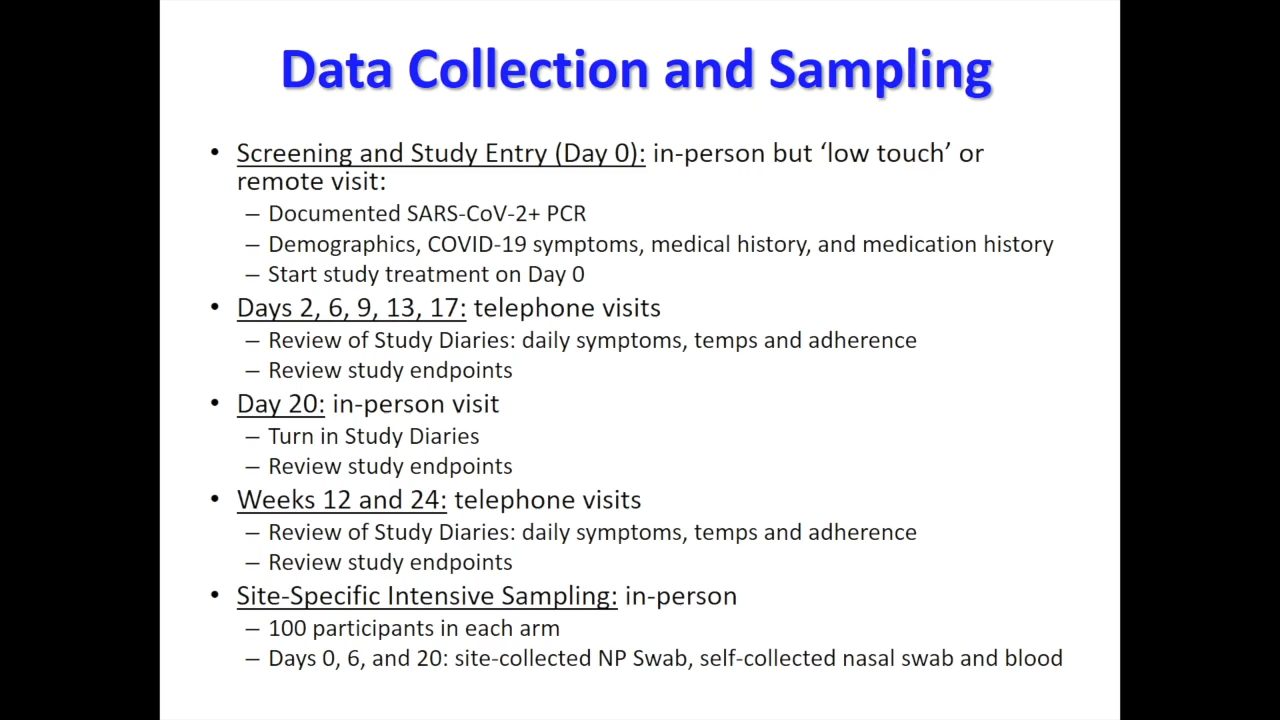 Data Collection and Sampling
• Screening and Study Entry (Day 0): in-person but ‘low touch’ or
remote visit:
– Documented SARS-CoV-2+ PCR
– Demographics, COVID-19 symptoms, medical history, and medication history
– Start study treatment on Day 0
• Days 2, 6, 9, 13, 17: telephone visits
– Review of Study Diaries: daily symptoms, temps and adherence
– Review study endpoints
• Day 20: in-person visit
– Turn in Study Diaries
– Review study endpoints
• Weeks 12 and 24: telephone visits
– Review of Study Diaries: daily symptoms, temps and adherence
– Review study endpoints
• Site-Specific Intensive Sampling: in-person
– 100 participants in each arm
– Days 0, 6, and 20: site-collected NP Swab, self-collected nasal swab and blood